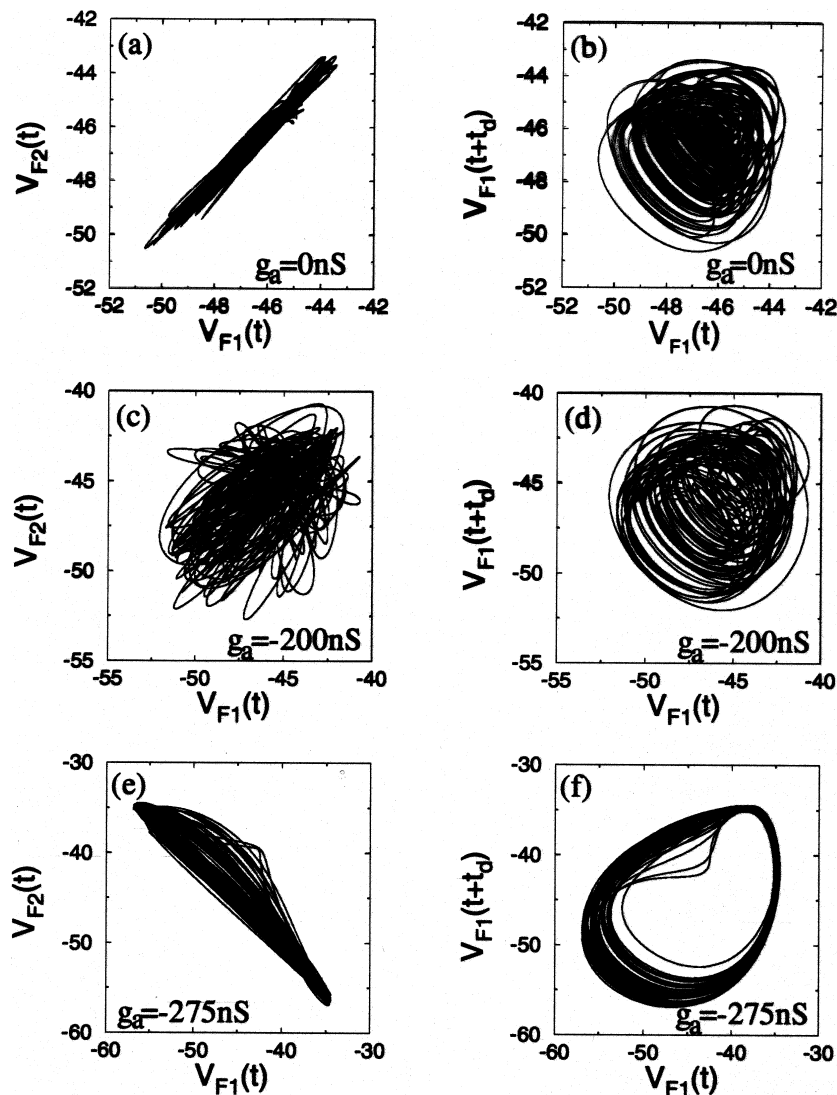 (a)
-42
-44
-46
-48
-50
-52
V_F2(t)
g_a=0nS
-52 -50 -48 -46 -44 -42
V_F1(t)
(b)
-42
-44
-46
-48
-50
-52
V_F1(t+t_d)
g_a=0nS
-52 -50 -48 -46 -44 -42
V_F1(t)
(c)
-40
-45
-50
-55
V_F2(t)
g_a=-200nS
-55 -50 -45 -40
V_F1(t)
(d)
-40
-45
-50
-55
V_F1(t+t_d)
g_a=-200nS
-55 -50 -45 -40
V_F1(t)
(e)
-30
-40
-50
-60
V_F2(t)
g_a=-275nS
-60 -50 -40 -30
V_F1(t)
(f)
-30
-40
-50
-60
V_F1(t+t_d)
g_a=-275nS
-60 -50 -40 -30
V_F1(t)